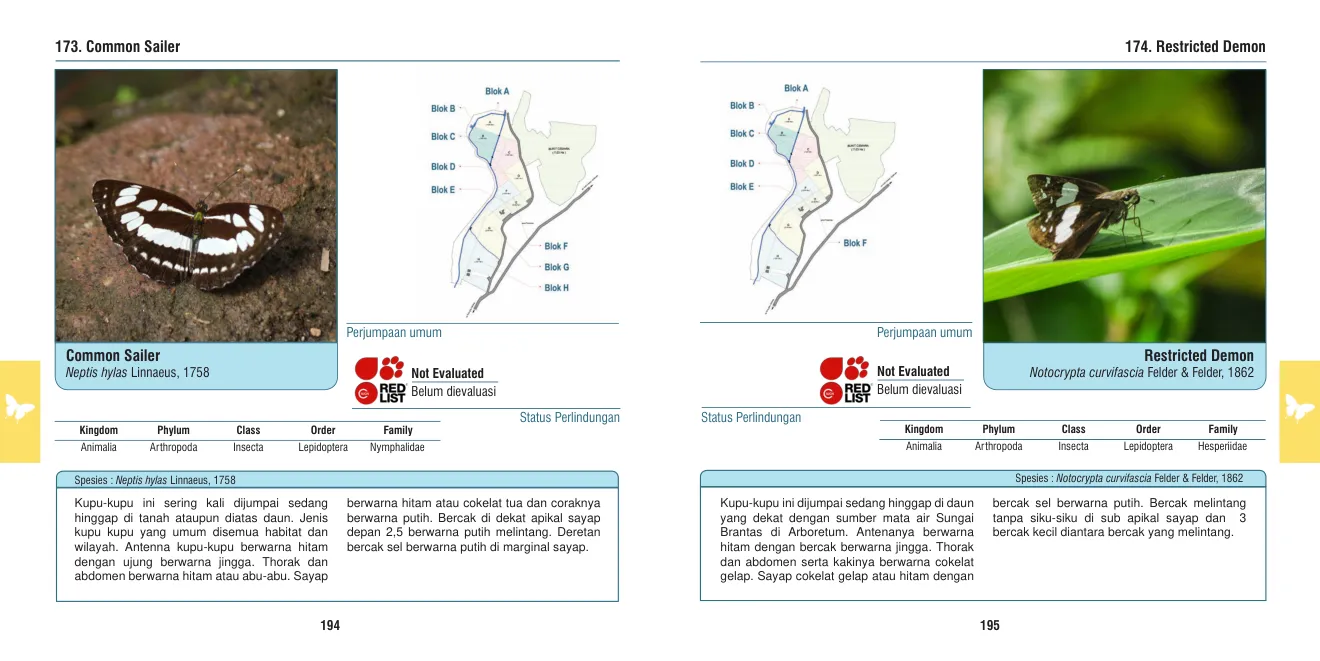 173. Common Sailer
Blok A
Blok B
Blok C
Blok D
Blok E
Blok F
Blok G
Blok H
Perjumpaan umum
Common Sailer
Neptis hylas Linnaeus, 1758
RED
LIST
Not Evaluated
Belum dievaluasi
Status Perlindungan
Kingdom Phylum Class Order Family
Animalia Arthropoda Insecta Lepidoptera Nymphalidae
Spesies : Neptis hylas Linnaeus, 1758
Kupu-kupu ini sering kali dijumpai sedang
hinggap di tanah ataupun diatas daun. Jenis
kupu kupu yang umum disemua habitat dan
wilayah. Antenna kupu-kupu berwarna hitam
dengan ujung berwarna jingga. Thorak dan
abdomen berwarna hitam atau abu-abu. Sayap
berwarna hitam atau cokelat tua dan coraknya
berwarna putih. Bercak di dekat apikal sayap
depan 2,5 berwarna putih melintang. Deretan
bercak sel berwarna putih di marginal sayap.
194
174. Restricted Demon
Blok A
Blok B
Blok C
Blok D
Blok E
Blok F
Perjumpaan umum
Restricted Demon
Notocrypta curvifascia Felder & Felder, 1862
RED
LIST
Not Evaluated
Belum dievaluasi
Status Perlindungan
Kingdom Phylum Class Order Family
Animalia Arthropoda Insecta Lepidoptera Hesperiidae
Spesies : Notocrypta curvifascia Felder & Felder, 1862
Kupu-kupu ini dijumpai sedang hinggap di daun
yang dekat dengan sumber mata air Sungai
Brantas di Arboretum. Antenanya berwarna
hitam dengan bercak berwarna jingga. Thorak
dan abdomen serta kakinya berwarna cokelat
gelap. Sayap cokelat gelap atau hitam dengan
bercak sel berwarna putih. Bercak melintang
tanpa siku-siku di sub apikal sayap dan 3
bercak kecil diantara bercak yang melintang.
195